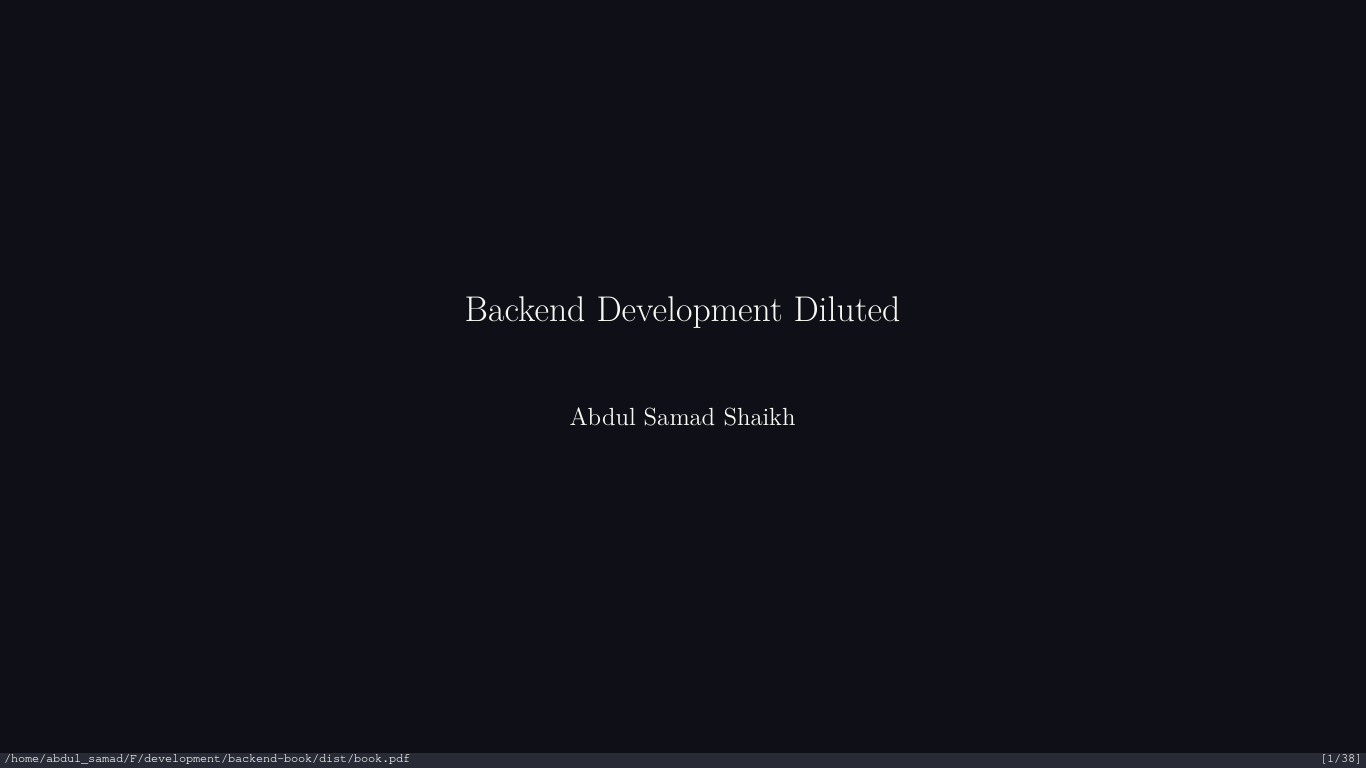 Backend Development Diluted
Abdul Samad Shaikh
/home/abdul_samad/F/development/backend-book/dist/book.pdf [1/38]